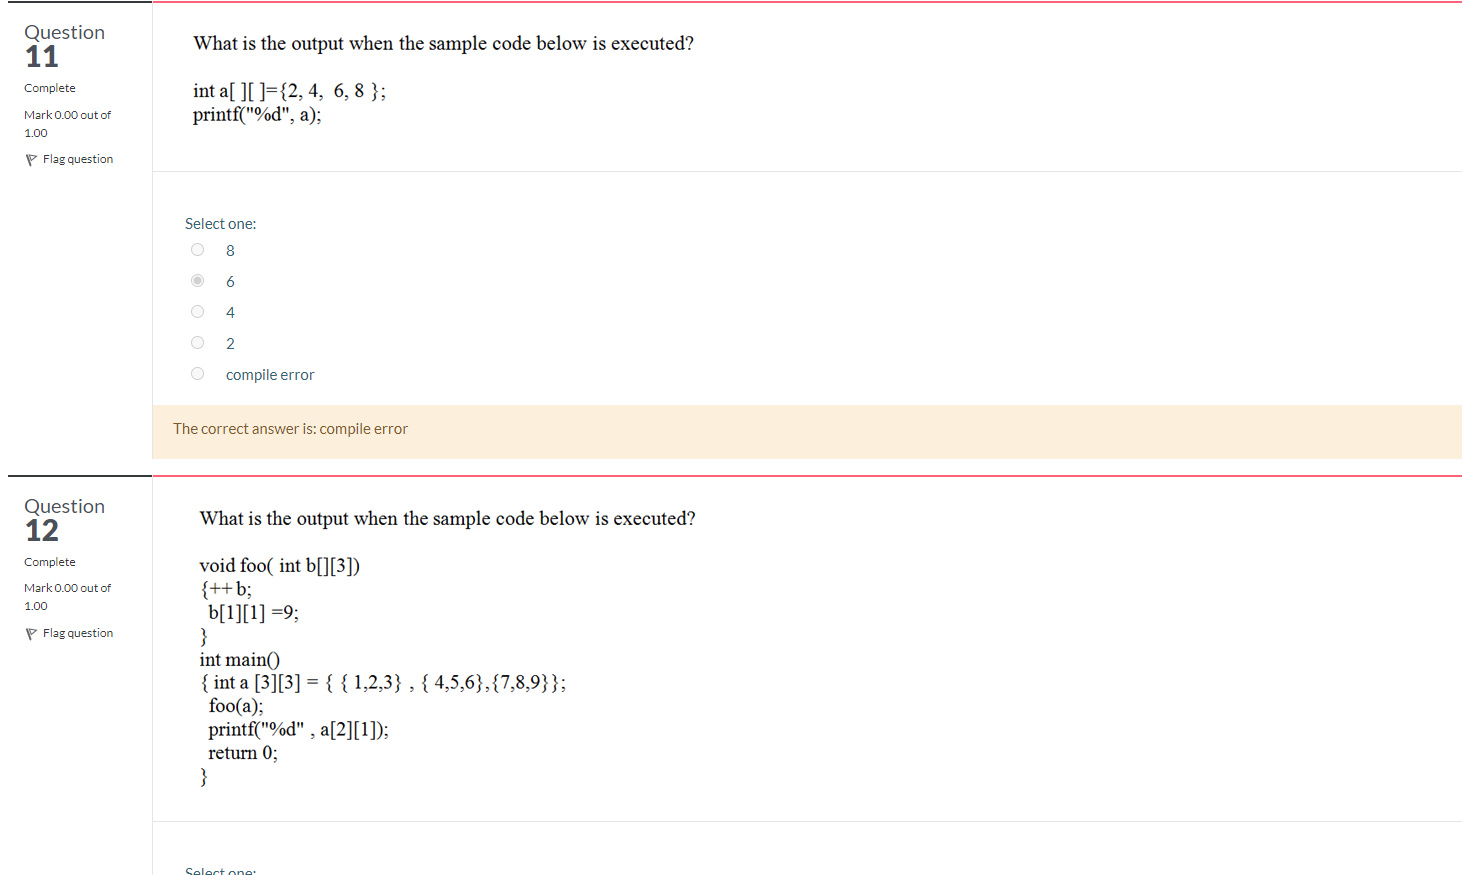 Question
11
Complete
Mark 0.00 out of
1.00
Flag question
What is the output when the sample code below is executed?
int a[ ][ ]={2, 4,  6, 8 };
printf("%d", a);
Select one:
8
6
4
2
compile error
The correct answer is: compile error
Question
12
Complete
Mark 0.00 out of
1.00
Flag question
What is the output when the sample code below is executed?
void foo( int b[][3])
{++ b;
b[1][1] =9;
}
int main()
{ int a [3][3] = { { 1,2,3} , { 4,5,6},{7,8,9}};
foo(a);
printf("%d" , a[2][1]);
return 0;
}
Select one: